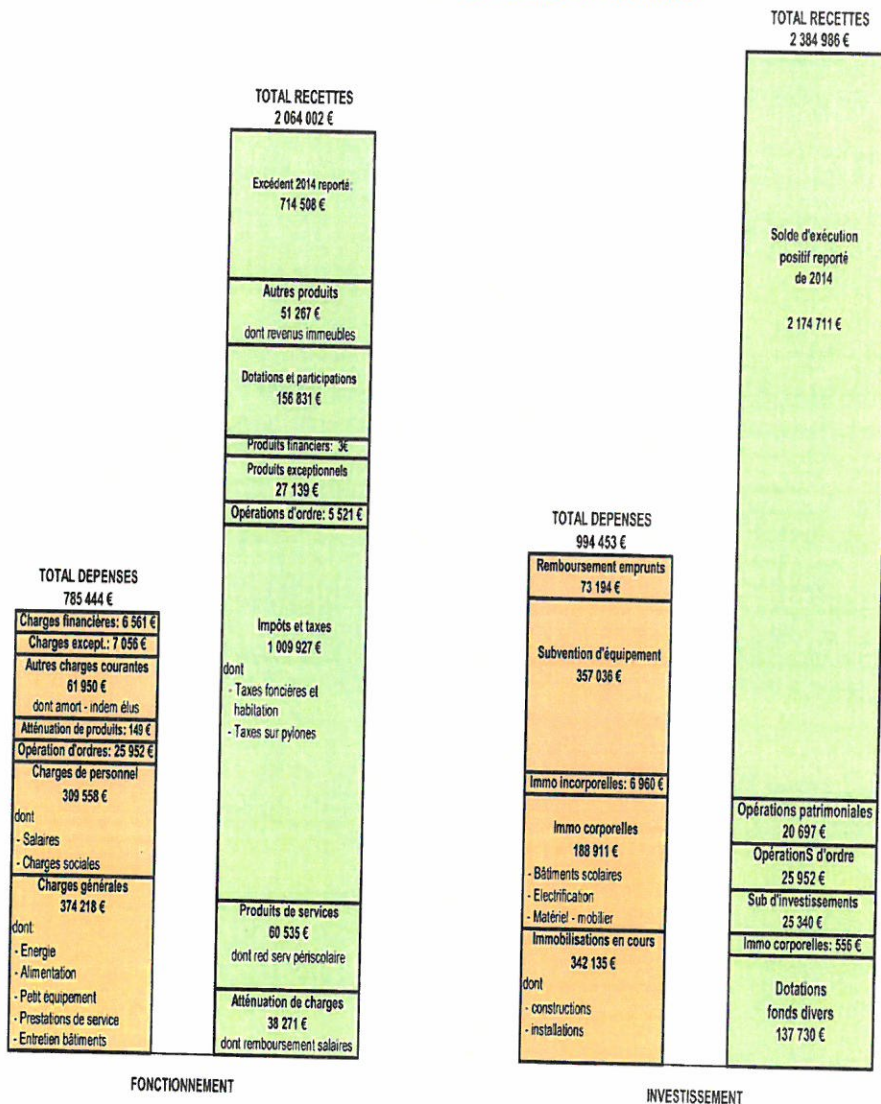 TOTAL DEPENSES
785 444 €
Charges financières: 6 561 €
Charges except.: 7 056 €
Autres charges courantes
61 950 €
dont amort - indem élus
Atténuation de produits: 149 €
Opération d'ordres: 25 952 €
Charges de personnel
309 558 €
dont
- Salaires
- Charges sociales
Charges générales
374 218 €
dont
- Energie
- Alimentation
- Petit équipement
- Prestations de service
- Entretien bâtiments
TOTAL RECETTES
2 064 002 €
Excédent 2014 reporté:
714 508 €
Autres produits
51 267 €
dont revenus immeubles
Dotations et participations
156 831 €
Produits financiers: 3€
Produits exceptionnels
27 139 €
Opérations d'ordre: 5 521 €
Impôts et taxes
1 009 927 €
dont
- Taxes foncières et
habitation
- Taxes sur pylones
Produits de services
60 535 €
dont red serv périscolaire
Atténuation de charges
38 271 €
dont remboursement salaires
FONCTIONNEMENT
TOTAL DEPENSES
994 453 €
Remboursement emprunts
73 194 €
Subvention d'équipement
357 036 €
Immo incorporelles: 6 960 €
Immo corporelles
188 911 €
- Bâtiments scolaires
- Electrification
- Matériel - mobilier
Immobilisations en cours
342 135 €
dont
- constructions
- installations
TOTAL RECETTES
2 384 986 €
Solde d'exécution
positif reporté
de 2014
2 174 711 €
Opérations patrimoniales
20 697 €
OpérationS d'ordre
25 952 €
Sub d'investissements
25 340 €
Immo corporelles: 556 €
Dotations
fonds divers
137 730 €
INVESTISSEMENT